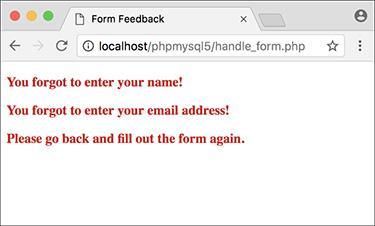 Form Feedback
localhost/phpmysql5/handle_form.php
You forgot to enter your name!
You forgot to enter your email address!
Please go back and fill out the form again.